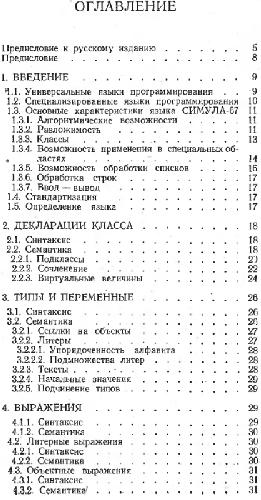 ОГЛАВЛЕНИЕ
Предисловие к русскому изданию . . . . . . . . 5
Предисловие . . . . . . . . . . . . . . . 8
1. ВВЕДЕНИЕ . . . . . . . . . . . . . . . 9
1.1. Универсальные языки программирования . . . 9
1.2. Специализированные языки программирования 10
1.3. Основные характеристики языка СИМУЛА-67 11
1.3.1. Алгоритмические возможности . . . . . 11
1.3.2. Разложимость . . . . . . . . . . . 11
1.3.3. Классы . . . . . . . . . . . . . 13
1.3.4. Возможность применения в специальных об-
ластях . . . . . . . . . . . . . 14
1.3.5. Возможность обработки списков . . . . 15
1.3.6. Обработка строк . . . . . . . . . . 17
1.3.7. Ввод — вывод . . . . . . . . . . . 17
1.4. Стандартизация . . . . . . . . . . . . 17
1.5. Определение языка . . . . . . . . . . . 17
2. ДЕКЛАРАЦИИ КЛАССА . . . . . . . . . . . 18
2.1. Синтаксис . . . . . . . . . . . . . . 18
2.2. Семантика . . . . . . . . . . . . . . 18
2.2.1. Подклассы . . . . . . . . . . . . 20
2.2.2. Сочленение . . . . . . . . . . . . 22
2.2.3. Виртуальные величины . . . . . . . . 24
3. ТИПЫ И ПЕРЕМЕННЫЕ . . . . . . . . . . 26
3.1. Синтаксис . . . . . . . . . . . . . . 26
3.2. Семантика . . . . . . . . . . . . . . 26
3.2.1. Ссылки на объекты . . . . . . . . . 27
3.2.2. Литеры . . . . . . . . . . . . . 27
3.2.2.1. Упорядоченность алфавита . . . . . 28
3.2.2.2. Подмножества литер . . . . . . . 28
3.2.3. Тексты . . . . . . . . . . . . . 28
3.2.4. Начальные значения . . . . . . . . . 29
3.2.5. Подчинение типов . . . . . . . . . . 29
4. ВЫРАЖЕНИЯ . . . . . . . . . . . . . . 29
4.1.1. Синтаксис . . . . . . . . . . . . 29
4.1.2. Семантика . . . . . . . . . . . . 30
4.2. Литерные выражения . . . . . . . . . . . 30
4.2.1. Синтаксис . . . . . . . . . . . . 30
4.2.2. Семантика . . . . . . . . . . . . 30
4.3. Объектные выражения . . . . . . . . . . 31
4.3.1. Синтаксис . . . . . . . . . . . . 31
4.3.2. Семантика . . . . . . . . . . . . 31